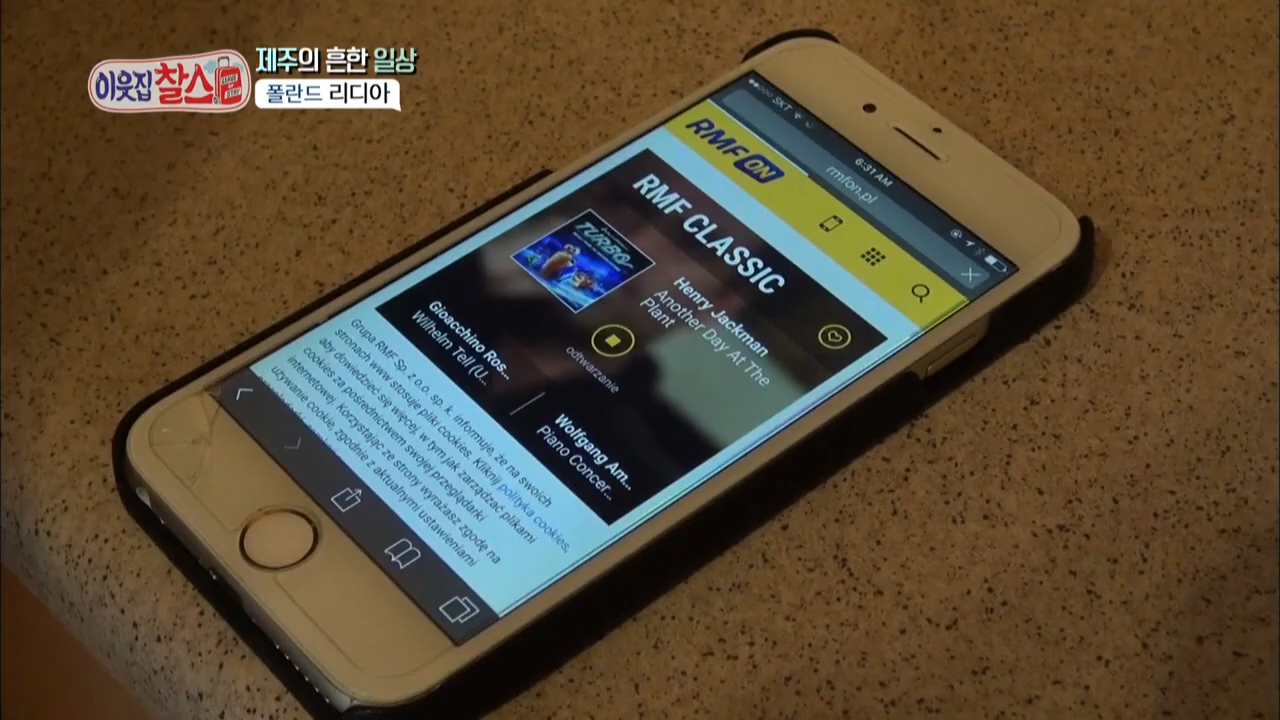 이웃집 찰스
제주의 흔한 일상
폴란드 리디아
SKT
6:31 AM
rmfon.pl
RMF ON
RMF CLASSIC
TURBO
Henry Jackman
Another Day At The
Plant
odtwarzanie
Gioacchino Ros...
Wilhelm Tell (U...
Wolfgang Am...
Piano Concer...
Grupa RMF Sp. z o.o. sp. k. informuje, że na swoich
stronach www stosuje pliki cookies. Kliknij polityka cookies,
aby dowiedzieć się więcej, w tym jak zarządzać plikami
cookies za pośrednictwem swojej przeglądarki
internetowej. Korzystając ze strony wyrażasz zgodę na
używanie cookie, zgodnie z aktualnymi ustawieniami